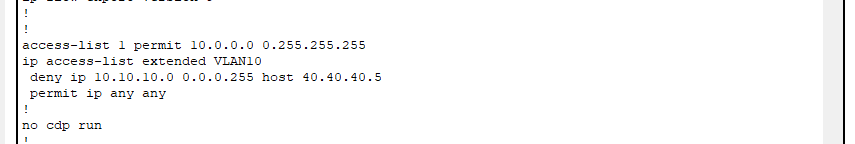 !
!
access-list 1 permit 10.0.0.0 0.255.255.255
ip access-list extended VLAN10
deny ip 10.10.10.0 0.0.0.255 host 40.40.40.5
permit ip any any
!
no cdp run
!